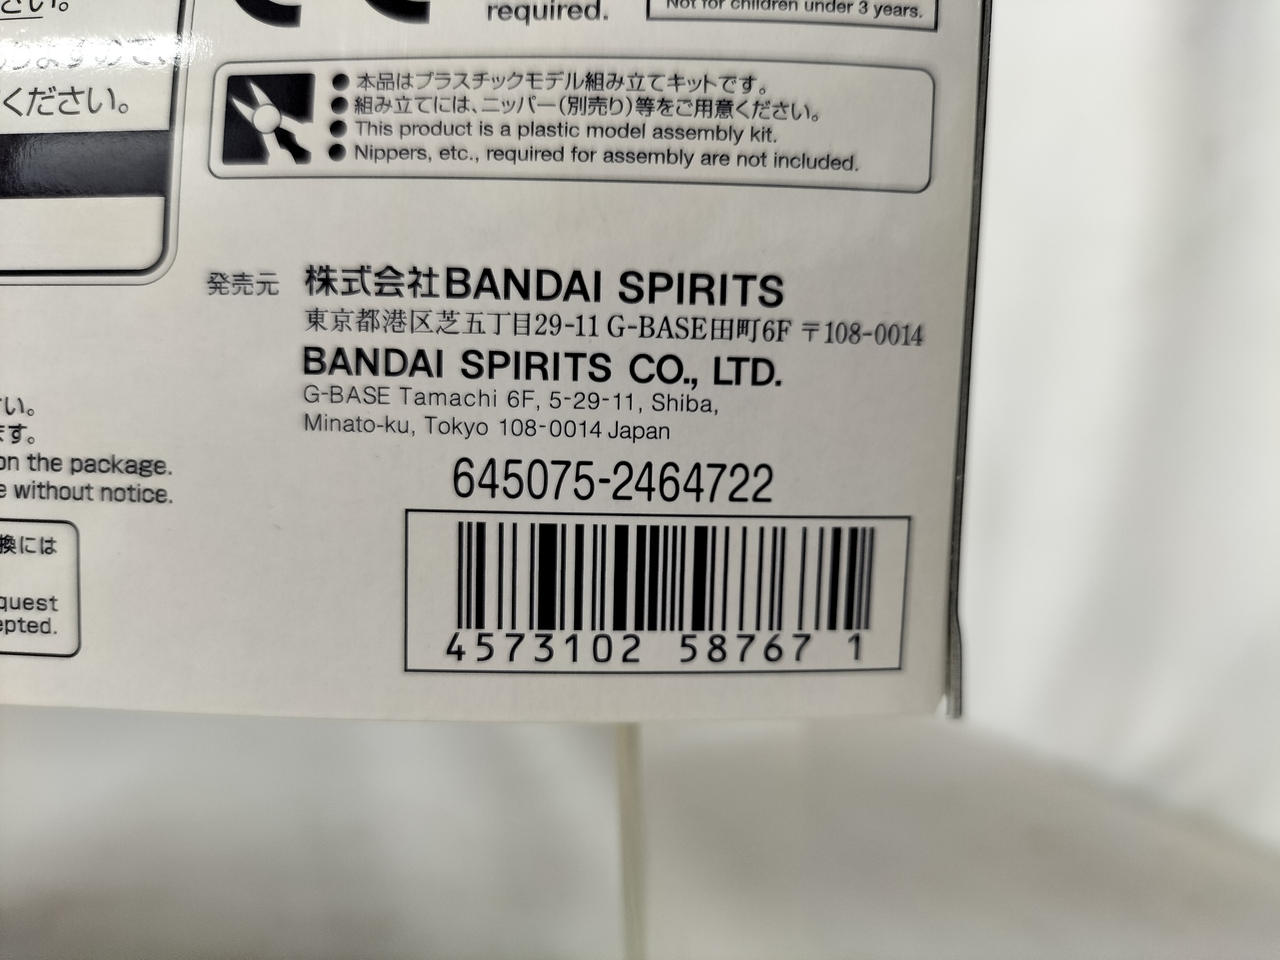 さい。
required.
Not for children under 3 years.
ください。
●本品はプラスチックモデル組み立てキットです。
●組み立てには、ニッパー(別売り)等をご用意ください。
●This product is a plastic model assembly kit.
●Nippers, etc., required for assembly are not included.
発売元 株式会社BANDAI SPIRITS
東京都港区芝五丁目29-11 G-BASE田町6F 〒108-0014
BANDAI SPIRITS CO., LTD.
G-BASE Tamachi 6F, 5-29-11, Shiba,
Minato-ku, Tokyo 108-0014 Japan
い。
ます。
on the package.
without notice.
645075-2464722
換には
quest
epted.
4573102 58767 1